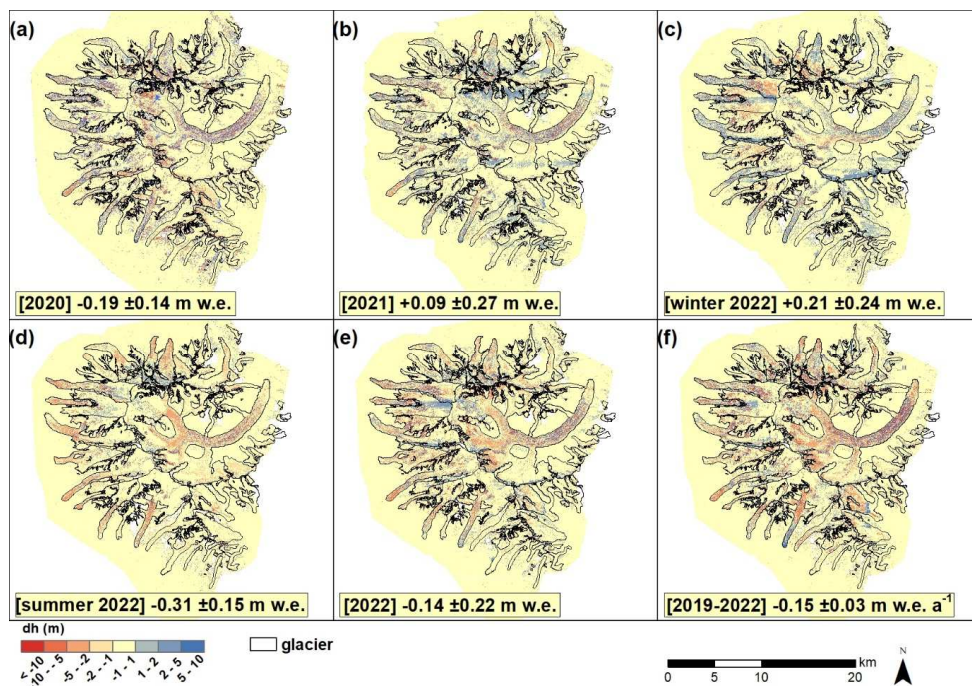 (a)
(b)
(c)
[2020] -0.19 ±0.14 m w.e.
[2021] +0.09 ±0.27 m w.e.
[winter 2022] +0.21 ±0.24 m w.e.
(d)
(e)
(f)
[summer 2022] -0.31 ±0.15 m w.e.
[2022] -0.14 ±0.22 m w.e.
[2019-2022] -0.15 ±0.03 m w.e. a⁻¹
dh (m)
< -10
10 - -5
-5 - -2
-2 - -1
-1 - 1
1 - 2
2 - 5
5 - 10
glacier
km
0 5 10 20
N